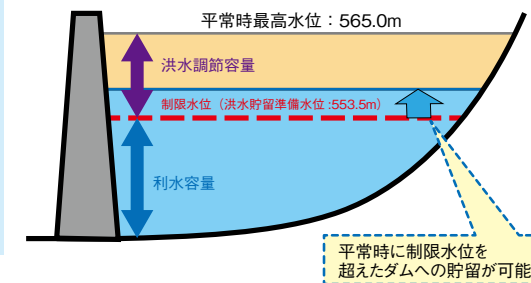 平常時最高水位：565.0m
洪水調節容量
制限水位（洪水貯留準備水位:553.5m）
利水容量
平常時に制限水位を
超えたダムへの貯留が可能